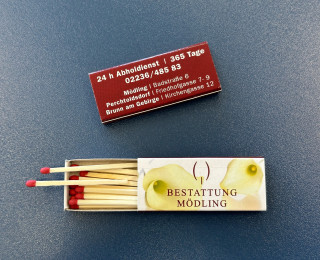 24 h Abholdienst | 365 Tage
02236/485 83
Mödling | Badstraße 6
Perchtoldsdorf | Friedhofgasse 7- 9
Brunn am Gebirge | Kirchengasse 12
BESTATTUNG
MÖDLING